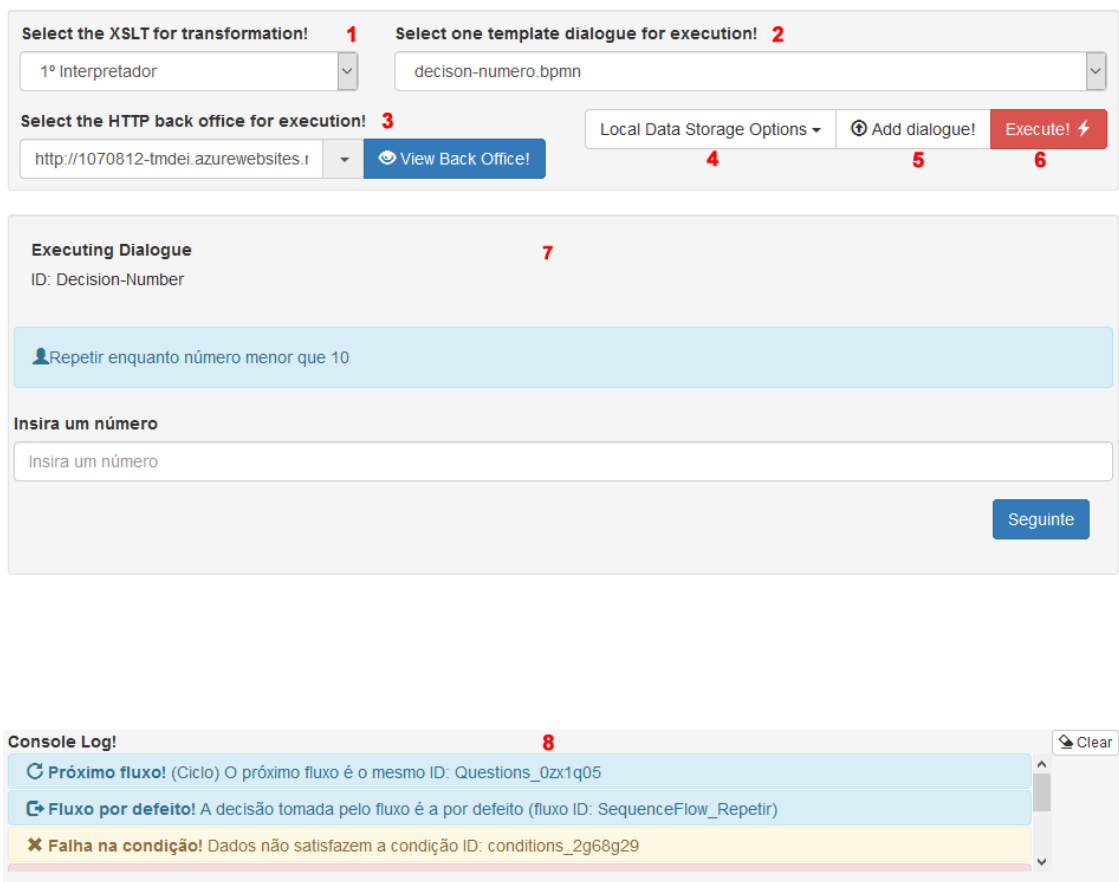 Select the XSLT for transformation! 1 Select one template dialogue for execution! 2
1º Interpretador decison-numero.bpmn
Select the HTTP back office for execution! 3
http://1070812-tmdei.azurewebsites.r View Back Office! Local Data Storage Options Add dialogue! Execute!
4 5 6
Executing Dialogue 7
ID: Decision-Number
Repetir enquanto número menor que 10
Insira um número
Insira um número
Seguinte
Console Log! 8 Clear
Próximo fluxo! (Ciclo) O próximo fluxo é o mesmo ID: Questions_0zx1q05
Fluxo por defeito! A decisão tomada pelo fluxo é a por defeito (fluxo ID: SequenceFlow_Repetir)
Falha na condição! Dados não satisfazem a condição ID: conditions_2g68g29